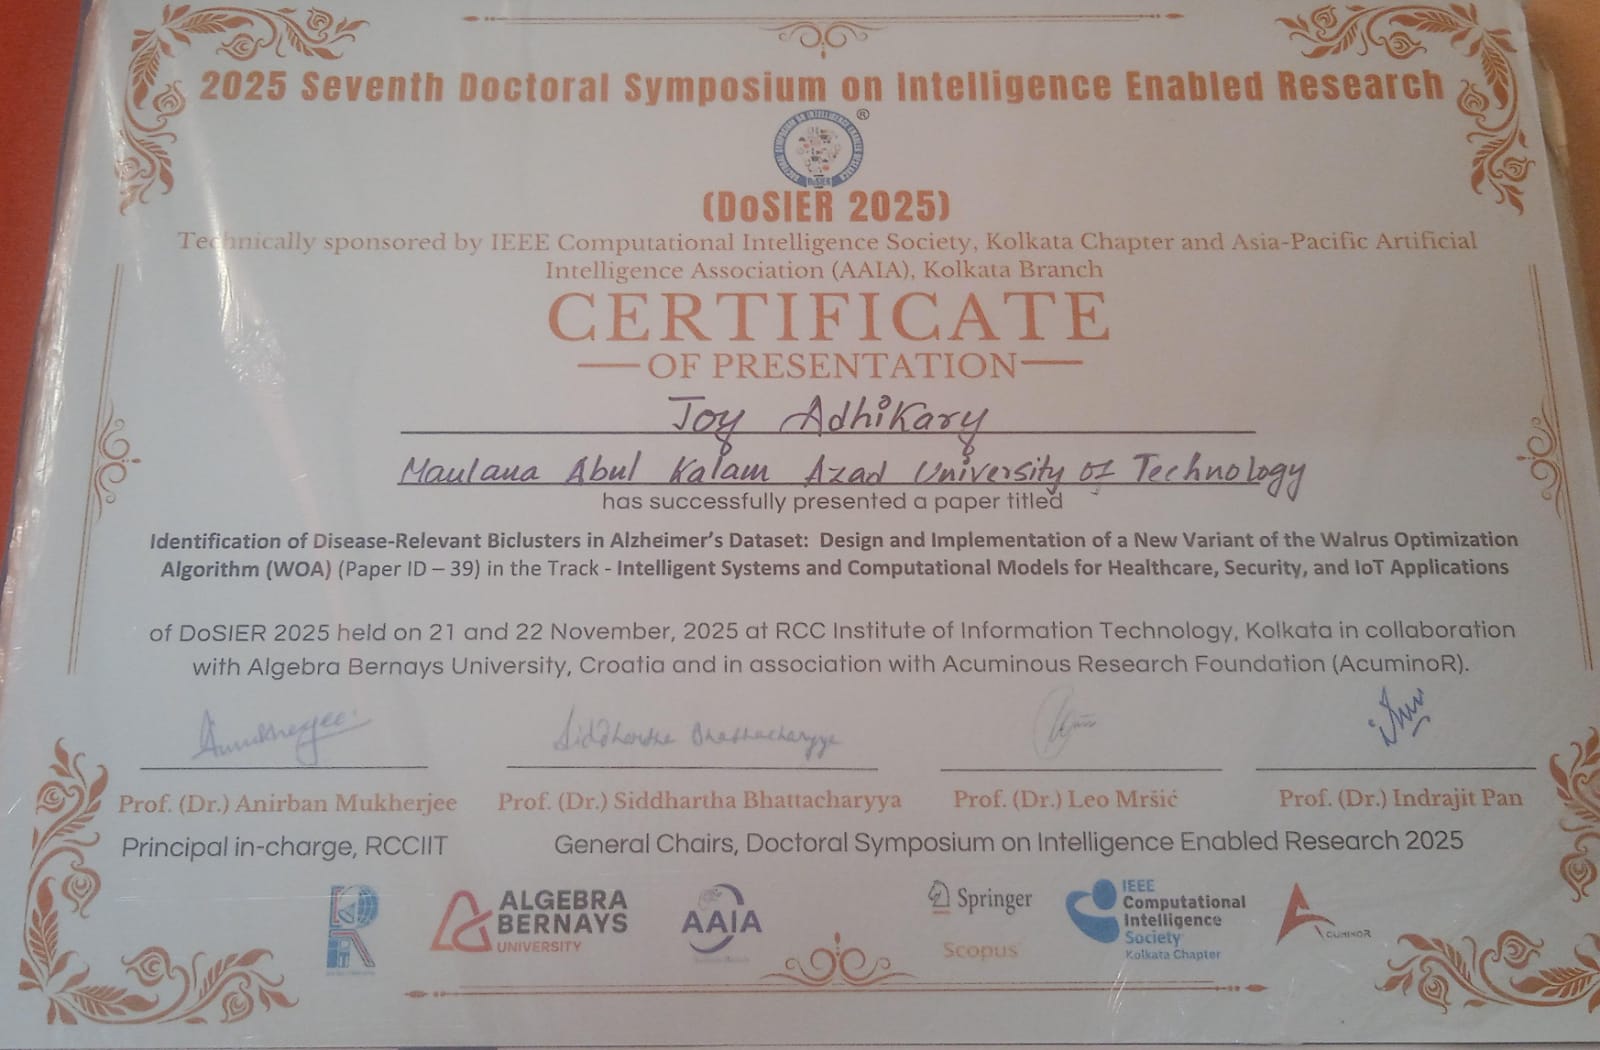 2025 Seventh Doctoral Symposium on Intelligence Enabled Research
®
DoSIER
(DoSIER 2025)
Technically sponsored by IEEE Computational Intelligence Society, Kolkata Chapter and Asia-Pacific Artificial
Intelligence Association (AAIA), Kolkata Branch
CERTIFICATE
OF PRESENTATION
Joy Adhikary
Maulana Abul Kalam Azad University of Technology
has successfully presented a paper titled
Identification of Disease-Relevant Biclusters in Alzheimer's Dataset: Design and Implementation of a New Variant of the Walrus Optimization
Algorithm (WOA) (Paper ID – 39) in the Track - Intelligent Systems and Computational Models for Healthcare, Security, and IoT Applications
of DoSIER 2025 held on 21 and 22 November, 2025 at RCC Institute of Information Technology, Kolkata in collaboration
with Algebra Bernays University, Croatia and in association with Acuminous Research Foundation (AcuminoR).
Amukherjee Siddhartha Bhattacharyya
Prof. (Dr.) Anirban Mukherjee Prof. (Dr.) Siddhartha Bhattacharyya Prof. (Dr.) Leo Mršić Prof. (Dr.) Indrajit Pan
Principal in-charge, RCCIIT General Chairs, Doctoral Symposium on Intelligence Enabled Research 2025
ALGEBRA
BERNAYS
UNIVERSITY
AAIA
Springer
Scopus
IEEE
Computational
Intelligence
Society
Kolkata Chapter
ACUMINOR